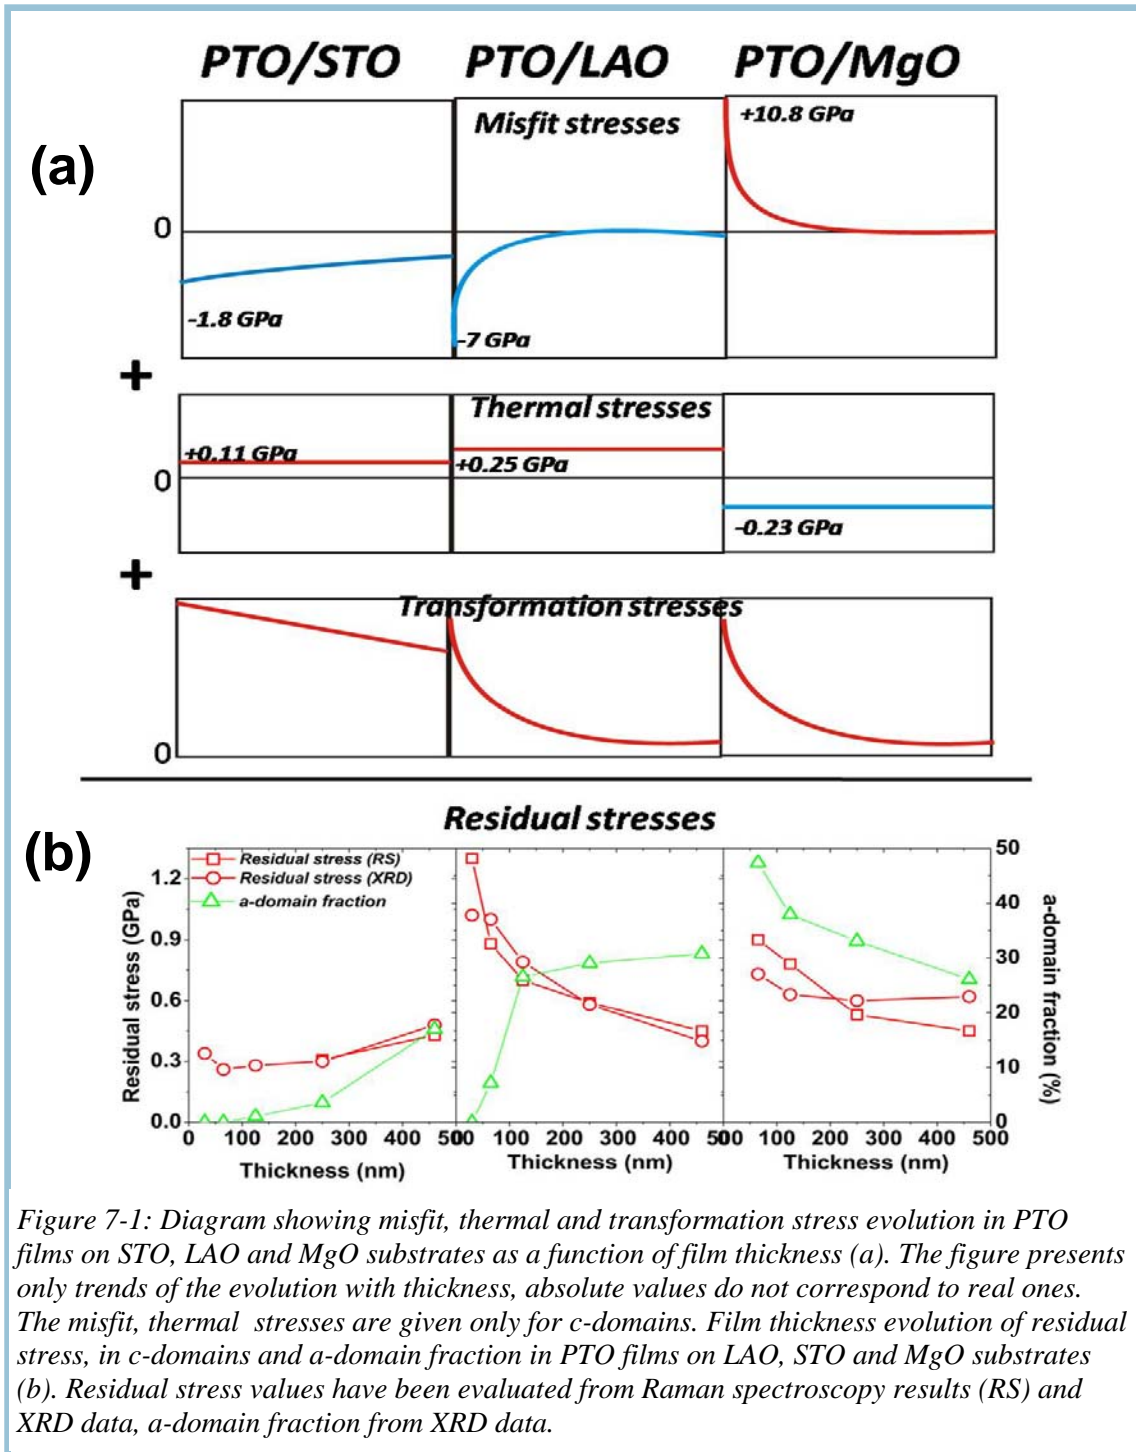 PTO/STO PTO/LAO PTO/MgO
(a)
Misfit stresses
+10.8 GPa
0
-1.8 GPa
-7 GPa
+
Thermal stresses
+0.11 GPa
+0.25 GPa
0
-0.23 GPa
+
Transformation stresses
0
Residual stresses
(b)
Residual stress (RS)
Residual stress (XRD)
a-domain fraction
Residual stress (GPa)
1.2
0.9
0.6
0.3
0.0
50
40
30
20
10
0
a-domain fraction (%)
0 100 200 300 400 500
0 100 200 300 400 500
0 100 200 300 400 500
Thickness (nm) Thickness (nm) Thickness (nm)
Figure 7-1: Diagram showing misfit, thermal and transformation stress evolution in PTO
films on STO, LAO and MgO substrates as a function of film thickness (a). The figure presents
only trends of the evolution with thickness, absolute values do not correspond to real ones.
The misfit, thermal stresses are given only for c-domains. Film thickness evolution of residual
stress, in c-domains and a-domain fraction in PTO films on LAO, STO and MgO substrates
(b). Residual stress values have been evaluated from Raman spectroscopy results (RS) and
XRD data, a-domain fraction from XRD data.